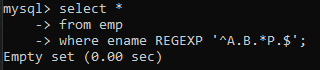 mysql> select *
    -> from emp
    -> where ename REGEXP '^A.B.*P.$';
Empty set (0.00 sec)